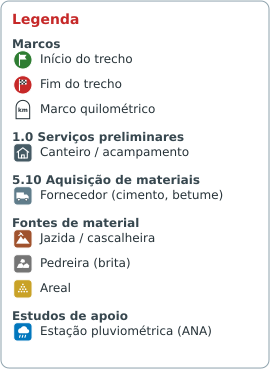 Legenda
Marcos
Início do trecho
Fim do trecho
km
Marco quilométrico
1.0 Serviços preliminares
Canteiro / acampamento
5.10 Aquisição de materiais
Fornecedor (cimento, betume)
Fontes de material
Jazida / cascalheira
Pedreira (brita)
Areal
Estudos de apoio
Estação pluviométrica (ANA)